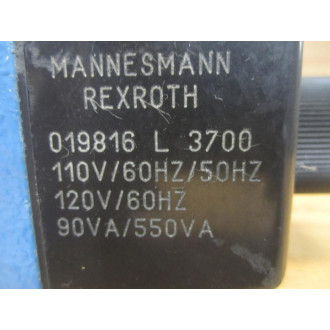 MANNESMANN
REXROTH
019816 L 3700
110V/60HZ/50HZ
120V/60HZ
90VA/550VA